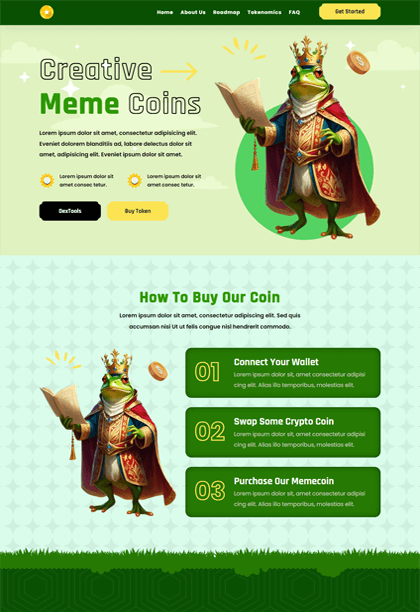 Home About Us Roadmap Tokenomics FAQ Get Started
Creative
Meme Coins
Lorem ipsum dolor sit amet, consectetur adipisicing elit.
Eveniet dolorem blanditiis ad, labore delectus dolor sit
amet, adipisicing elit. Eveniet ipsum dolor sit amet.
Lorem ipsum dolor sit
amet consec tetur.
Lorem ipsum dolor sit
amet consec tetur.
DexTools Buy Token
How To Buy Our Coin
Lorem ipsum dolor sit amet, consectetur adipiscing elit. Sed quis
accumsan nisi Ut ut felis congue nisl hendrerit commodo.
01 Connect Your Wallet
Lorem ipsum dolor sit, amet consectetur adipisi
cing elit. Alias illo temporibus, molestias elit.
02 Swap Some Crypto Coin
Lorem ipsum dolor sit, amet consectetur adipisi
cing elit. Alias illo temporibus, molestias elit.
03 Purchase Our Memecoin
Lorem ipsum dolor sit, amet consectetur adipisi
cing elit. Alias illo temporibus, molestias elit.